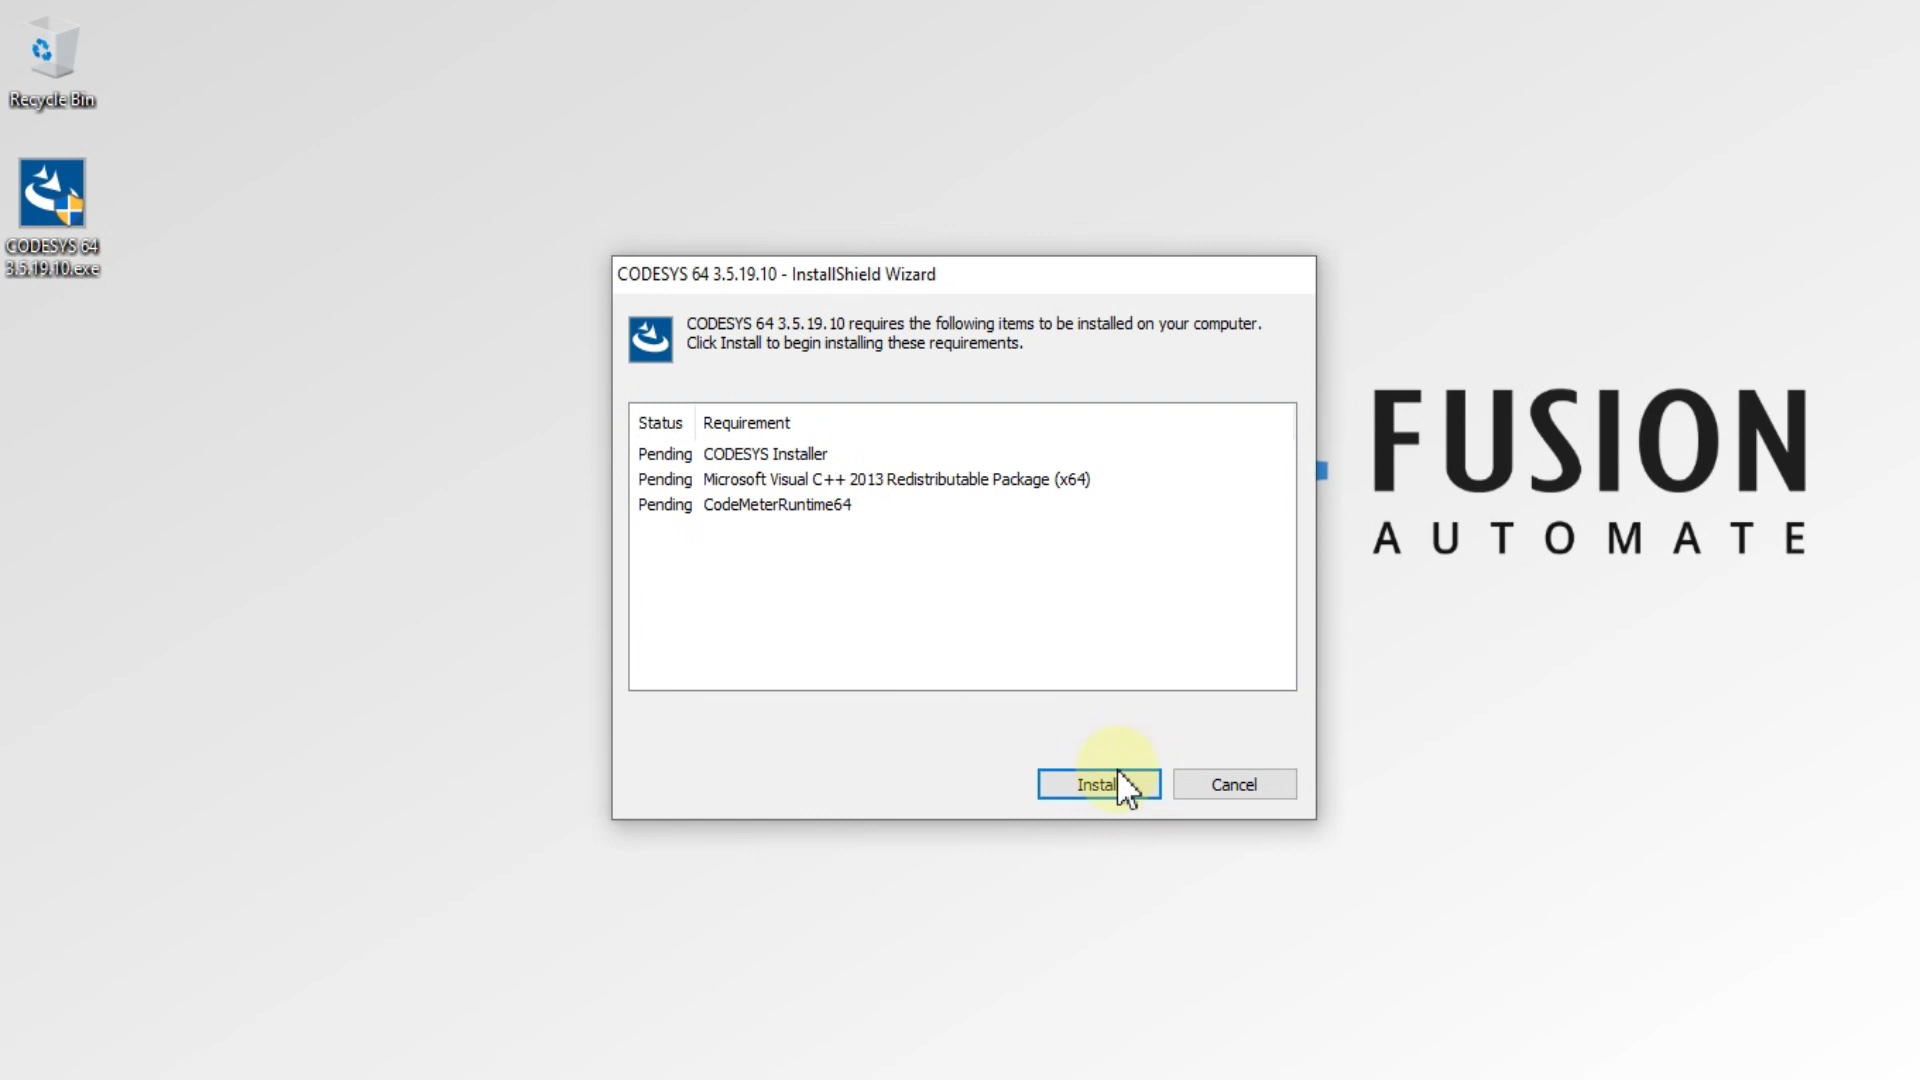 Recycle Bin
CODESYS 64
3.5.19.10.exe
CODESYS 64 3.5.19.10 - InstallShield Wizard
CODESYS 64 3.5.19.10 requires the following items to be installed on your computer.
Click Install to begin installing these requirements.
Status Requirement
Pending CODESYS Installer
Pending Microsoft Visual C++ 2013 Redistributable Package (x64)
Pending CodeMeterRuntime64
Install Cancel
FUSION
AUTOMATE